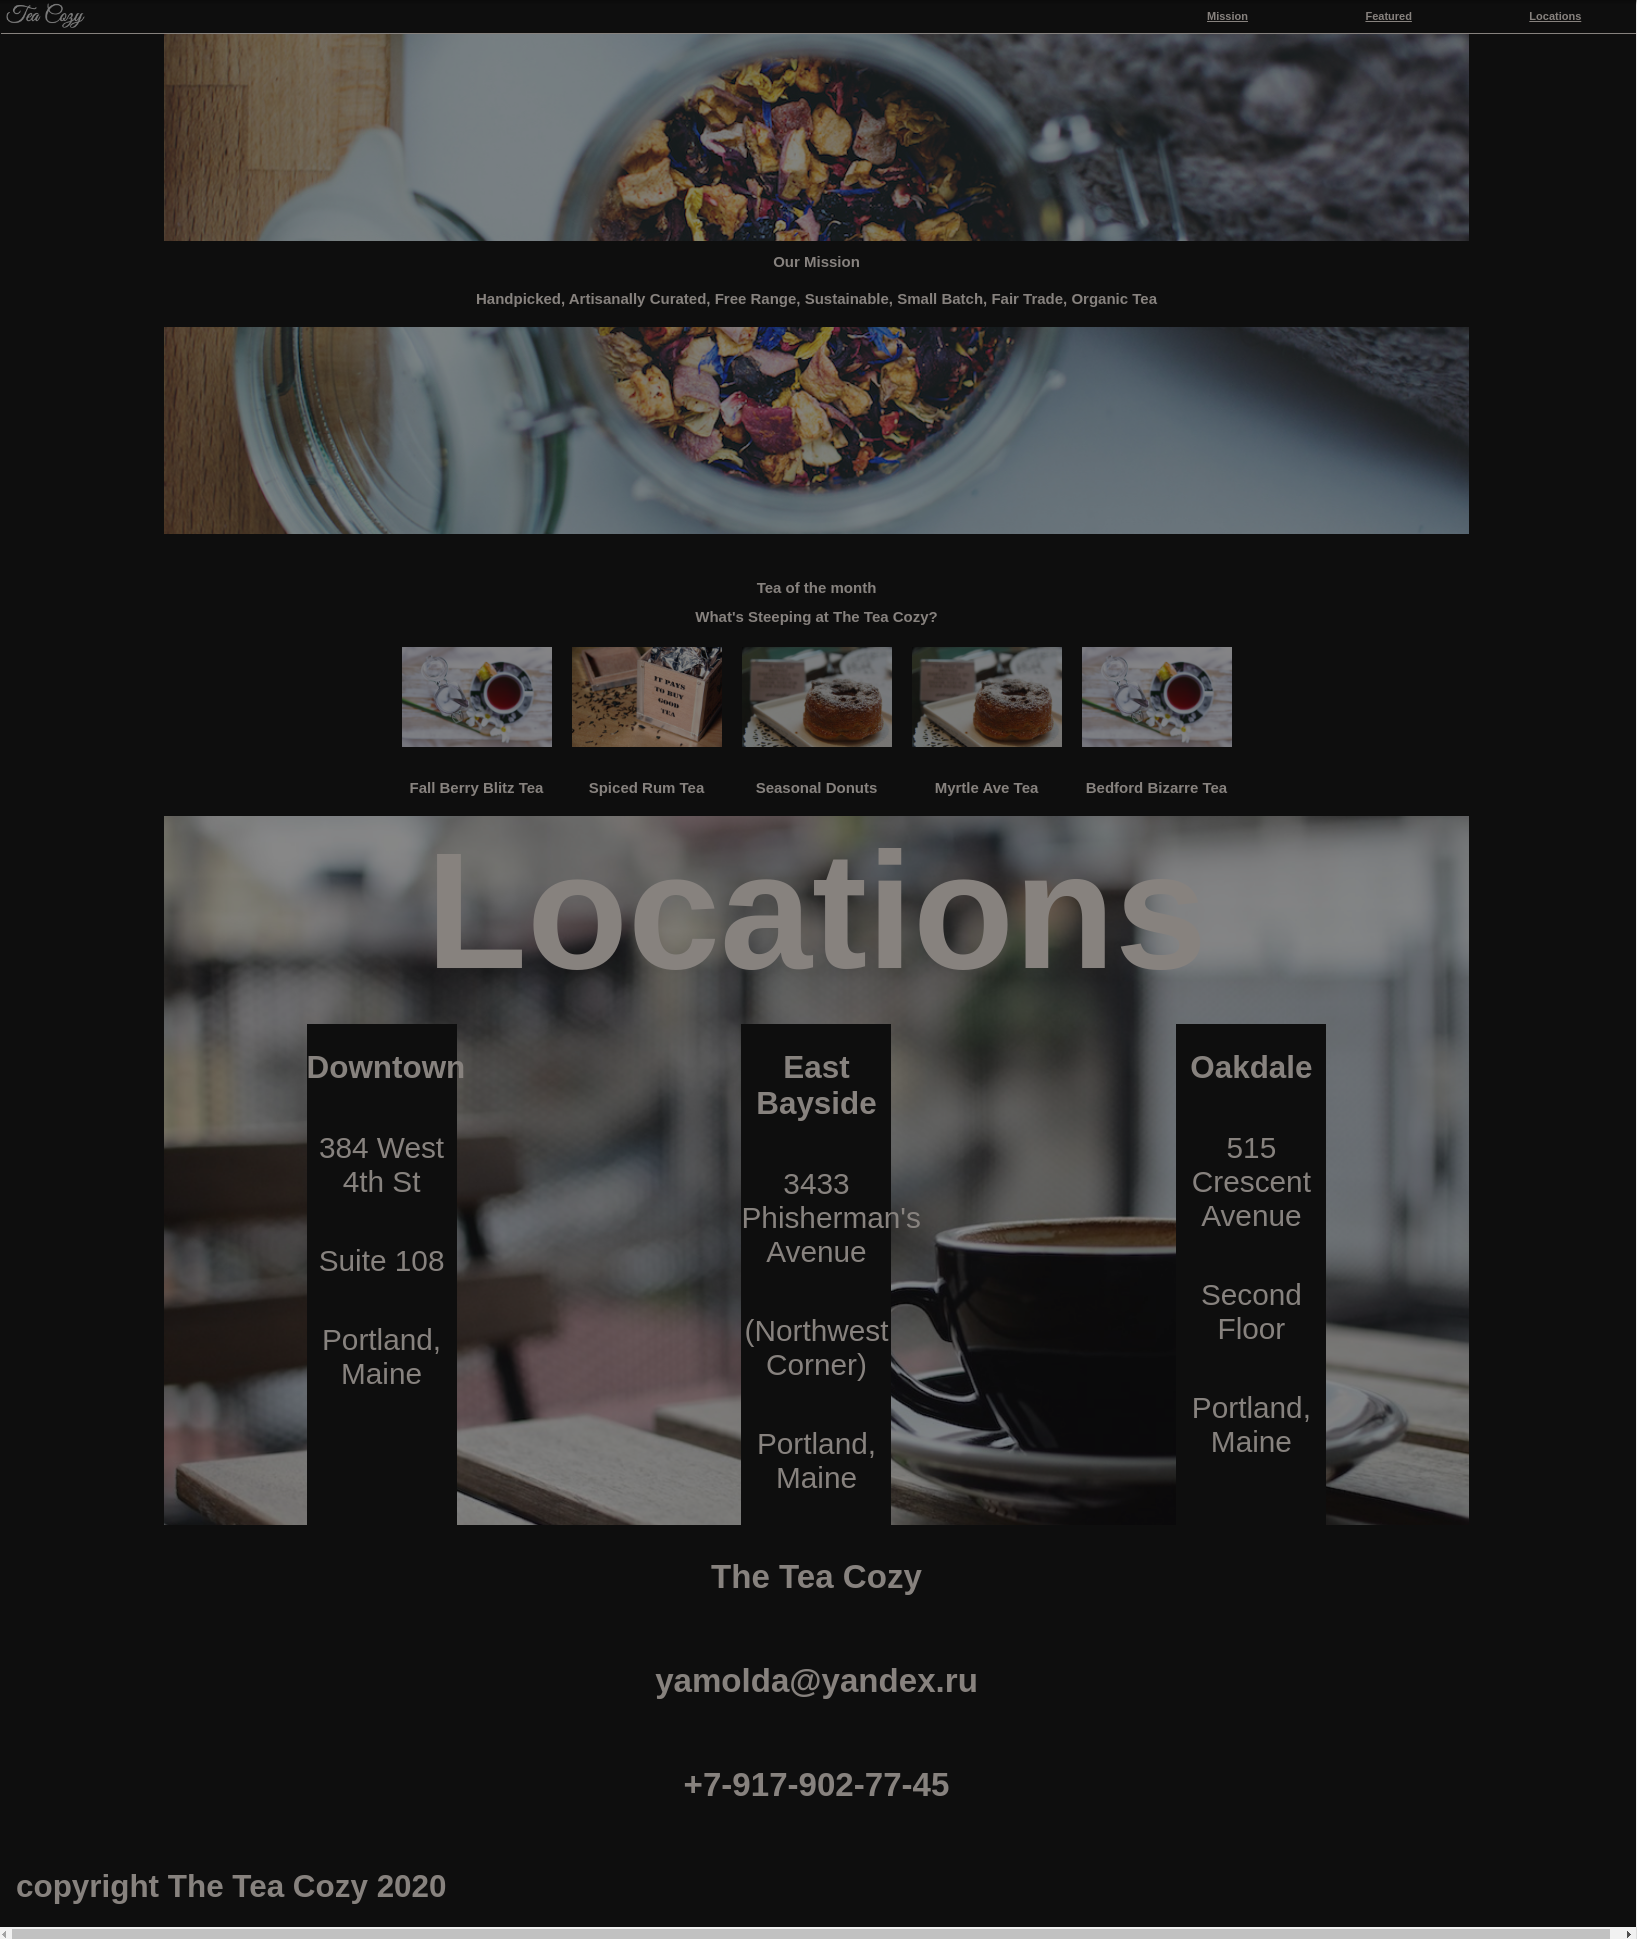 Tea Cozy
Mission Featured Locations
Our Mission
Handpicked, Artisanally Curated, Free Range, Sustainable, Small Batch, Fair Trade, Organic Tea
Tea of the month
What's Steeping at The Tea Cozy?
IT PAYS
TO BUY
GOOD
TEA
Fall Berry Blitz Tea
Spiced Rum Tea
Seasonal Donuts
Myrtle Ave Tea
Bedford Bizarre Tea
Locations
Downtown
384 West
4th St
Suite 108
Portland,
Maine
East
Bayside
3433
Phisherman's
Avenue
(Northwest
Corner)
Portland,
Maine
Oakdale
515
Crescent
Avenue
Second
Floor
Portland,
Maine
The Tea Cozy
yamolda@yandex.ru
+7-917-902-77-45
copyright The Tea Cozy 2020